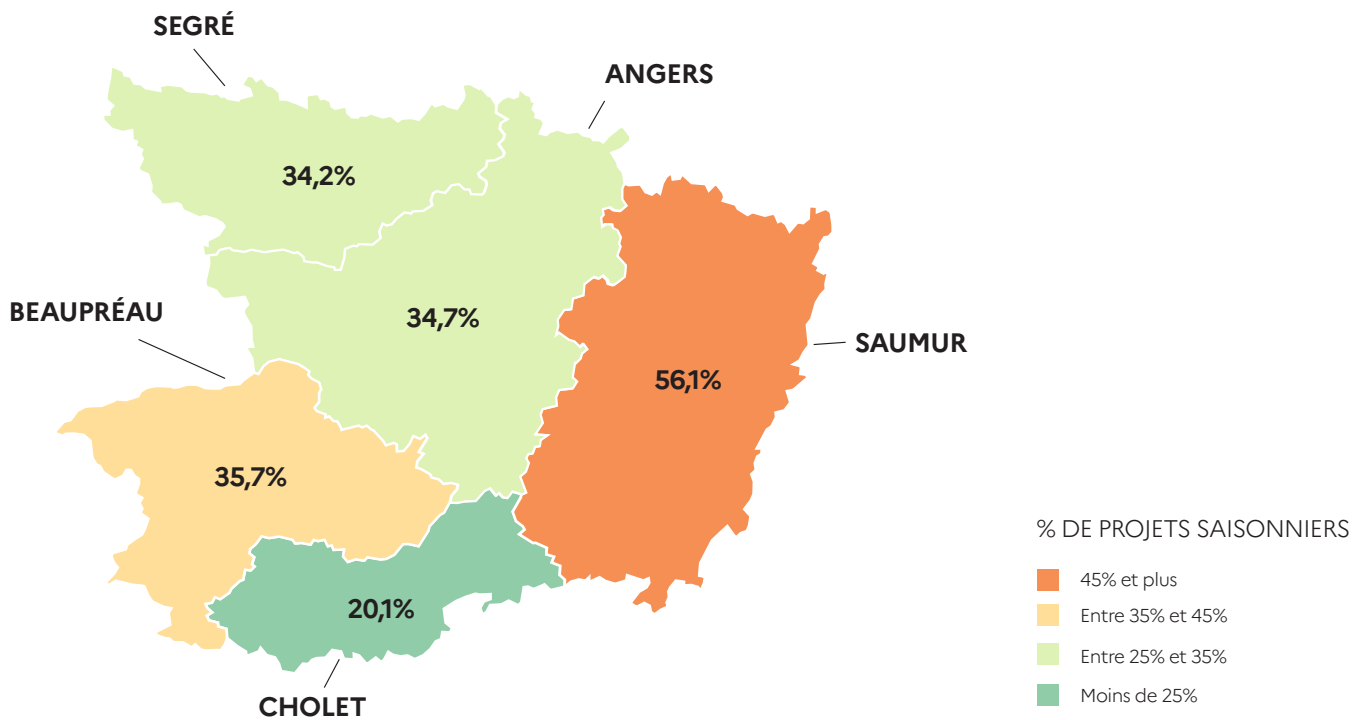 SEGRÉ
ANGERS
34,2%
BEAUPRÉAU
34,7%
SAUMUR
56,1%
35,7%
20,1%
CHOLET
% DE PROJETS SAISONNIERS
45% et plus
Entre 35% et 45%
Entre 25% et 35%
Moins de 25%